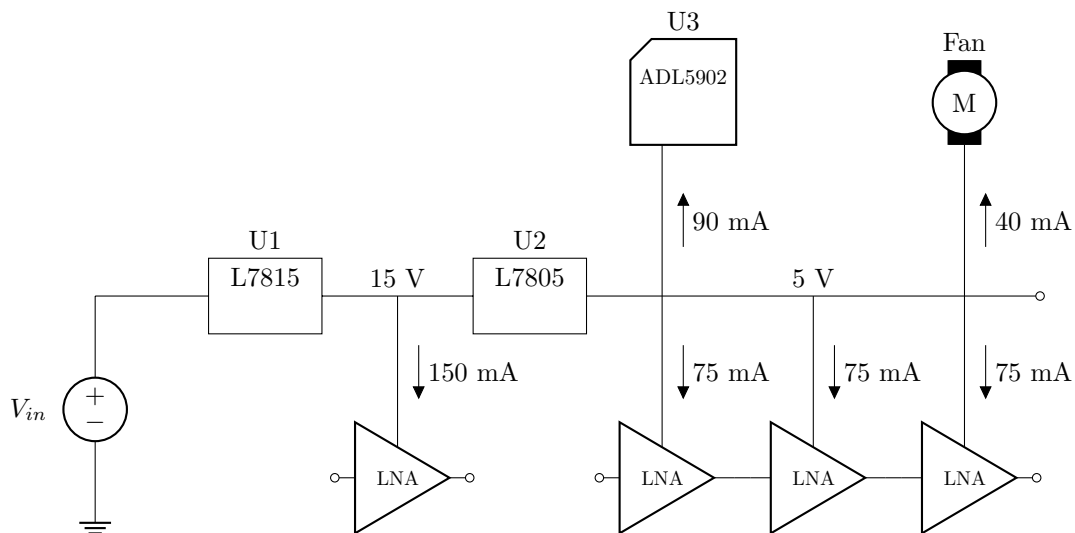 U3
ADL5902
Fan
M
90 mA
40 mA
U1
L7815
15 V
U2
L7805
5 V
150 mA
75 mA
75 mA
75 mA
V_in
+
−
LNA
LNA
LNA
LNA